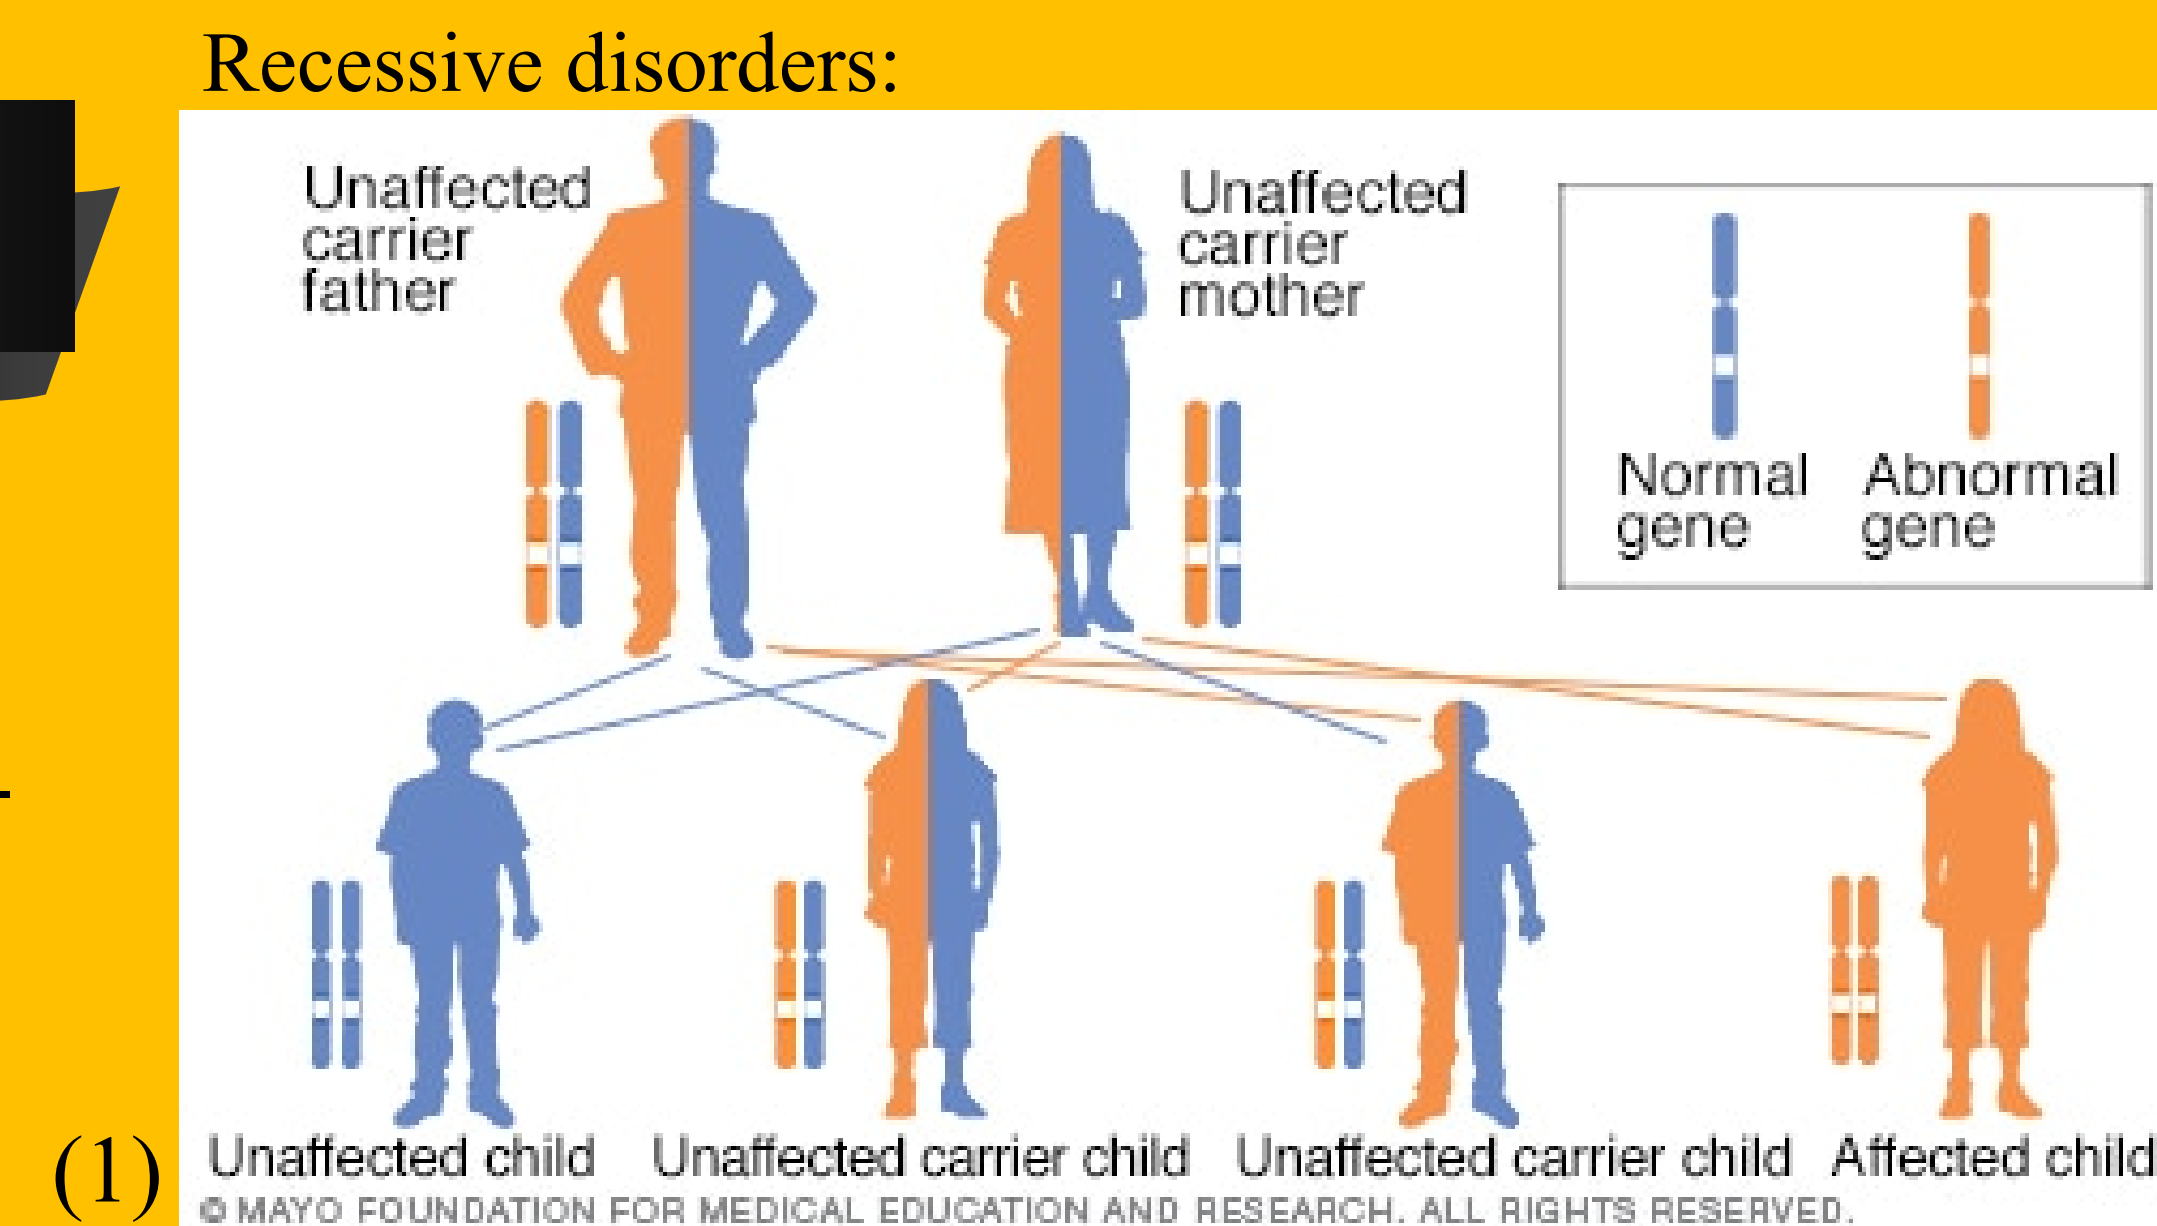 Recessive disorders:
Unaffected
carrier
father
Unaffected
carrier
mother
Normal
gene
Abnormal
gene
(1)
Unaffected child
Unaffected carrier child
Unaffected carrier child
Affected child
© MAYO FOUNDATION FOR MEDICAL EDUCATION AND RESEARCH. ALL RIGHTS RESERVED.